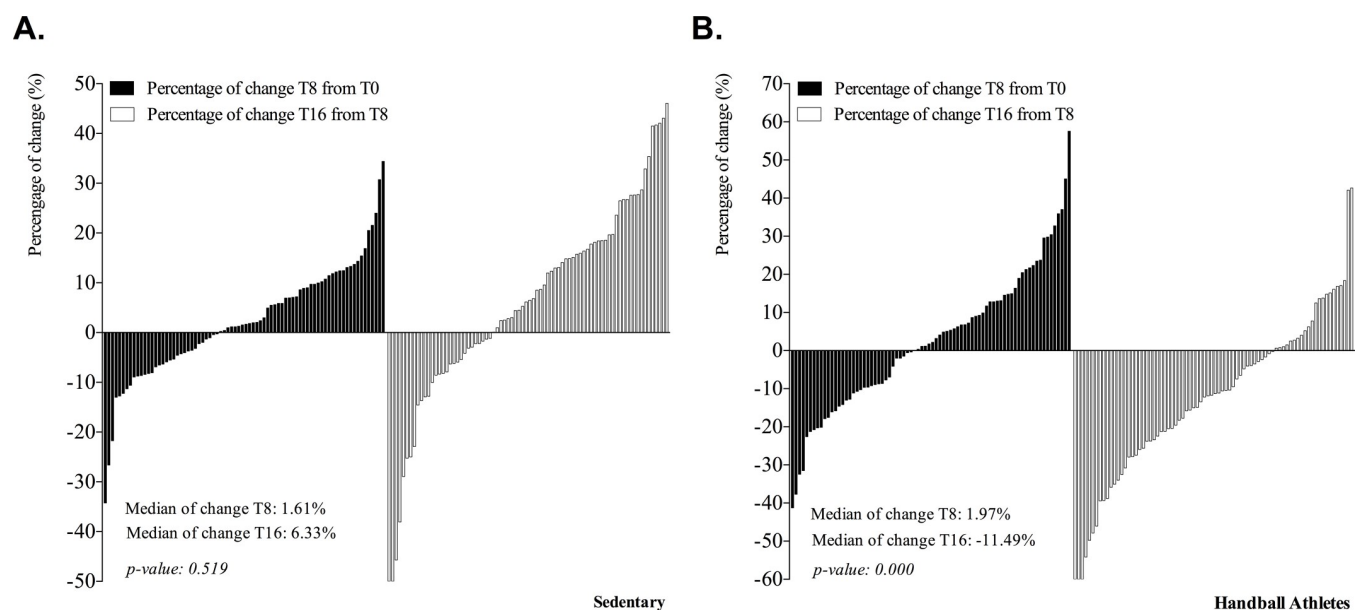 A.
Percengage of change (%)
50
40
30
20
10
0
-10
-20
-30
-40
-50
Percentage of change T8 from T0
Percentage of change T16 from T8
Median of change T8: 1.61%
Median of change T16: 6.33%
p-value: 0.519
Sedentary
B.
Percengage of change (%)
70
60
50
40
30
20
10
0
-10
-20
-30
-40
-50
-60
Percentage of change T8 from T0
Percentage of change T16 from T8
Median of change T8: 1.97%
Median of change T16: -11.49%
p-value: 0.000
Handball Athletes